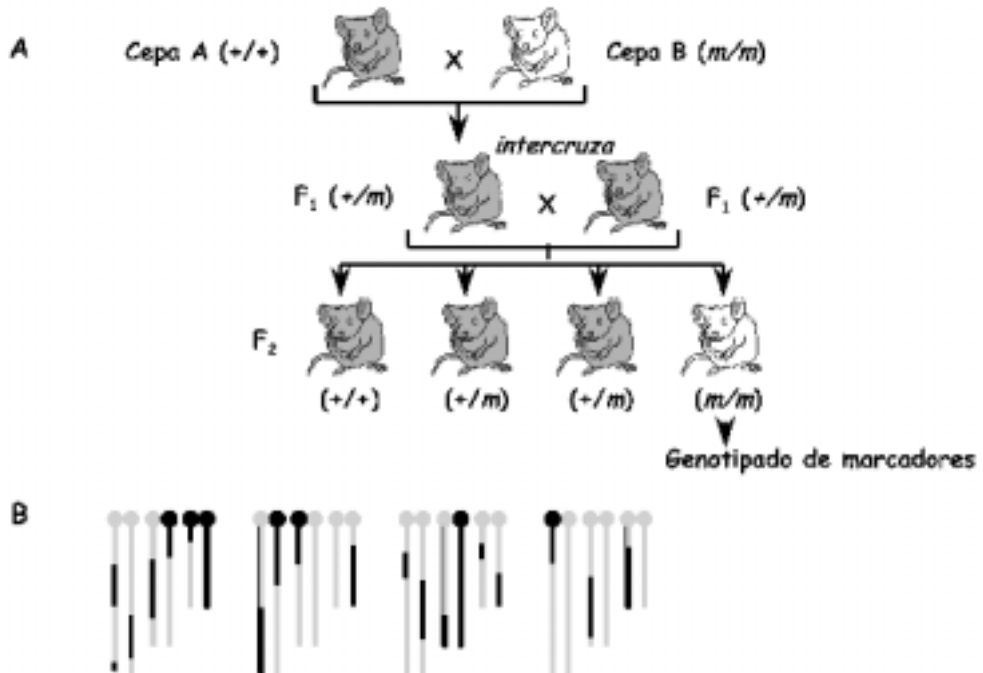 A
Cepa A (+/+) X Cepa B (m/m)
intercruza
F₁ (+/m) X F₁ (+/m)
F₂
(+/+) (+/m) (+/m) (m/m)
Genotipado de marcadores
B